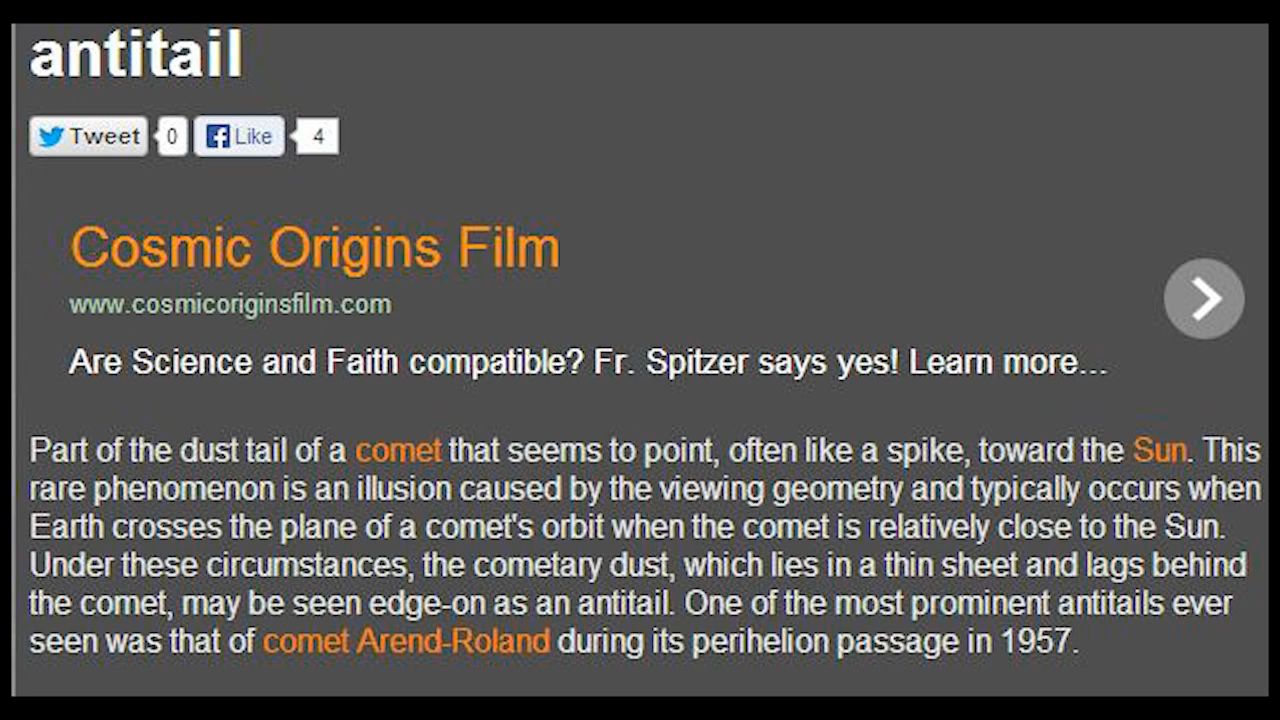 antitail
Tweet 0 Like 4
Cosmic Origins Film
www.cosmicoriginsfilm.com
Are Science and Faith compatible? Fr. Spitzer says yes! Learn more...
Part of the dust tail of a comet that seems to point, often like a spike, toward the Sun. This
rare phenomenon is an illusion caused by the viewing geometry and typically occurs when
Earth crosses the plane of a comet's orbit when the comet is relatively close to the Sun.
Under these circumstances, the cometary dust, which lies in a thin sheet and lags behind
the comet, may be seen edge-on as an antitail. One of the most prominent antitails ever
seen was that of comet Arend-Roland during its perihelion passage in 1957.